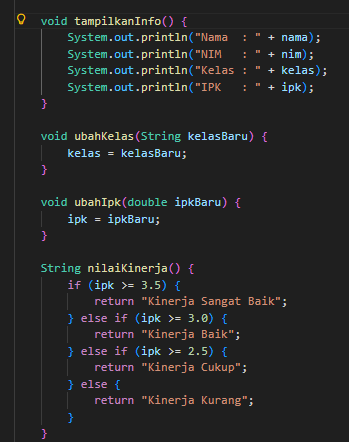 void tampilkanInfo() {
    System.out.println("Nama  : " + nama);
    System.out.println("NIM   : " + nim);
    System.out.println("Kelas : " + kelas);
    System.out.println("IPK   : " + ipk);
}
void ubahKelas(String kelasBaru) {
    kelas = kelasBaru;
}
void ubahIpk(double ipkBaru) {
    ipk = ipkBaru;
}
String nilaiKinerja() {
    if (ipk >= 3.5) {
        return "Kinerja Sangat Baik";
    } else if (ipk >= 3.0) {
        return "Kinerja Baik";
    } else if (ipk >= 2.5) {
        return "Kinerja Cukup";
    } else {
        return "Kinerja Kurang";
    }
}